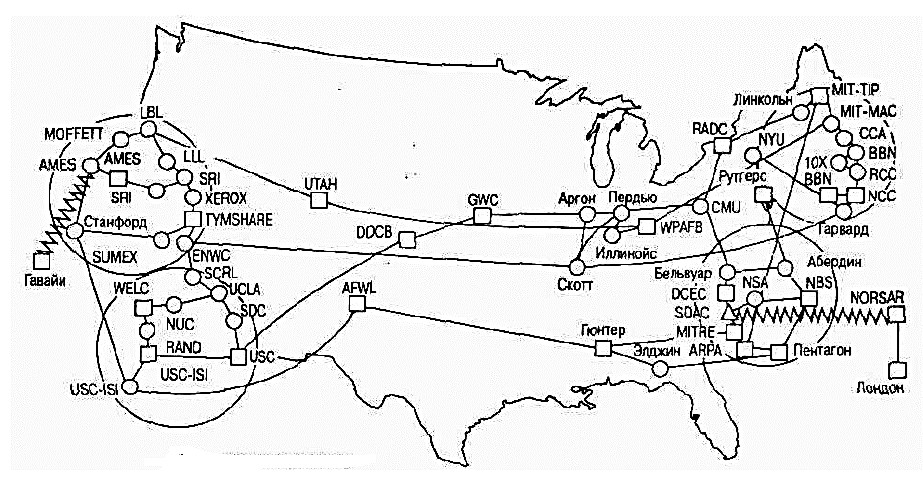 LBL
MOFFETT
AMES
AMES
SRI
LLL
SRI
XEROX
TYMSHARE
Станфорд
SUMEX
Гавайи
ENWC
SCRL
WELC
UCLA
NUC
SDC
RAND
USC
USC-ISI
USC-ISI
UTAH
DOCB
GWC
AFWL
Аргон
Пердью
Иллинойс
Скотт
WPAFB
CMU
RADC
Линкольн
MIT-TIP
MIT-MAC
NYU
CCA
BBN
10X
BBN
RCC
NCC
Рутгерс
Гарвард
Бельвуар
Абердин
DCEC
NSA
NBS
SDAC
NORSAR
MITRE
Гюнтер
Элджин
ARPA
Пентагон
Лондон